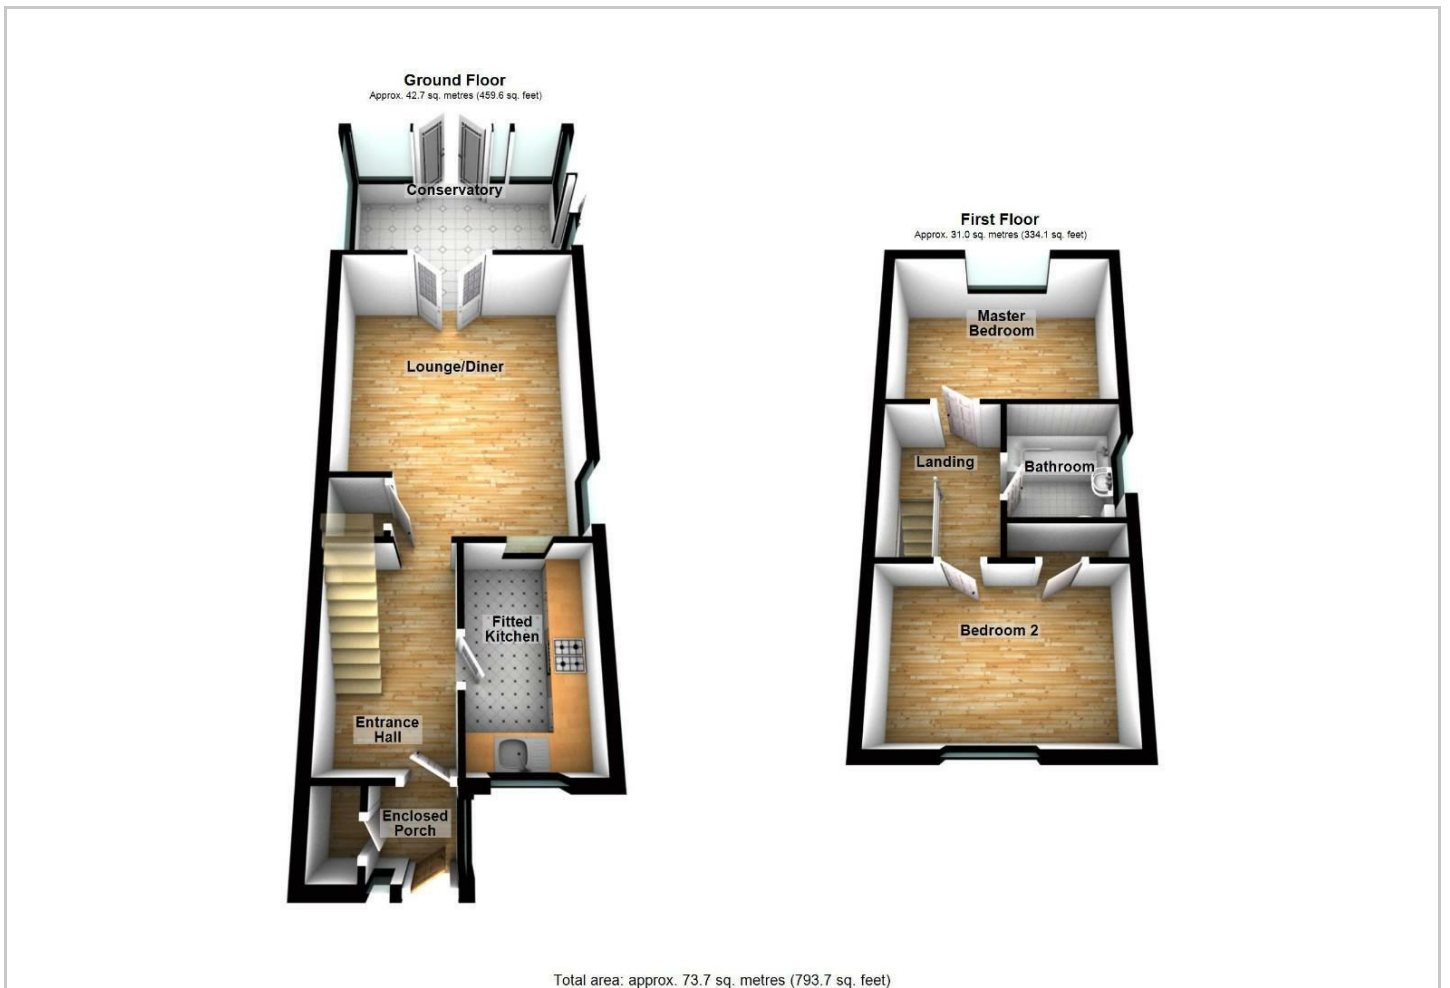 Ground Floor
Approx. 42.7 sq. metres (459.6 sq. feet)
Conservatory
Lounge/Diner
Fitted
Kitchen
Entrance
Hall
Enclosed
Porch
First Floor
Approx. 31.0 sq. metres (334.1 sq. feet)
Master
Bedroom
Landing
Bathroom
Bedroom 2
Total area: approx. 73.7 sq. metres (793.7 sq. feet)